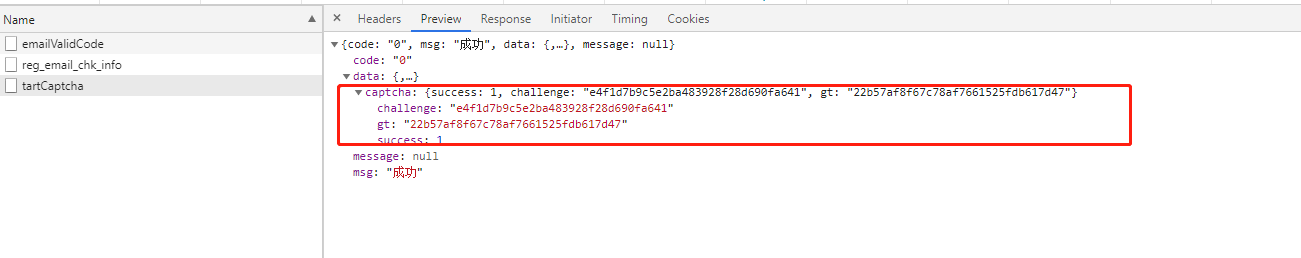 Name
× Headers Preview Response Initiator Timing Cookies
emailValidCode
reg_email_chk_info
tartCaptcha
{code: "0", msg: "成功", data: {,…}, message: null}
code: "0"
data: {,…}
captcha: {success: 1, challenge: "e4f1d7b9c5e2ba483928f28d690fa641", gt: "22b57af8f67c78af7661525fdb617d47"}
challenge: "e4f1d7b9c5e2ba483928f28d690fa641"
gt: "22b57af8f67c78af7661525fdb617d47"
success: 1
message: null
msg: "成功"